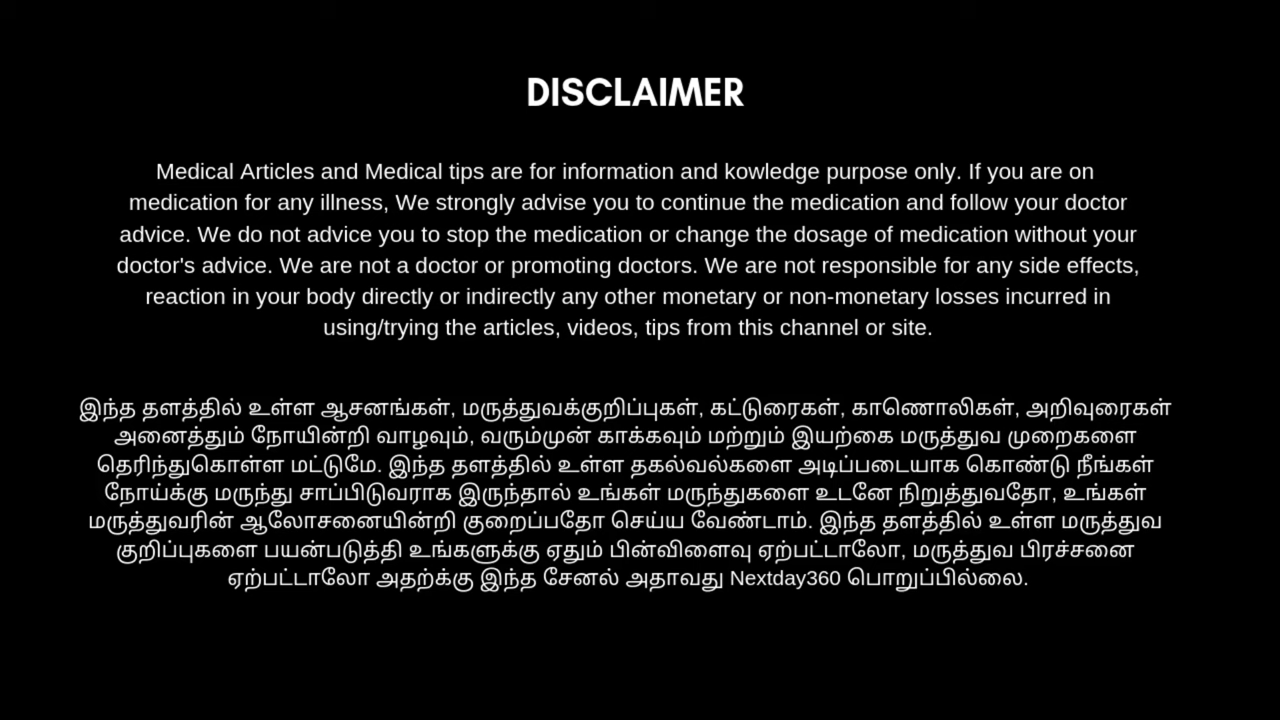 DISCLAIMER
Medical Articles and Medical tips are for information and kowledge purpose only. If you are on
medication for any illness, We strongly advise you to continue the medication and follow your doctor
advice. We do not advice you to stop the medication or change the dosage of medication without your
doctor's advice. We are not a doctor or promoting doctors. We are not responsible for any side effects,
reaction in your body directly or indirectly any other monetary or non-monetary losses incurred in
using/trying the articles, videos, tips from this channel or site.
இந்த தளத்தில் உள்ள ஆசனங்கள், மருத்துவக்குறிப்புகள், கட்டுரைகள், காணொலிகள், அறிவுரைகள்
அனைத்தும் நோயின்றி வாழவும், வரும்முன் காக்கவும் மற்றும் இயற்கை மருத்துவ முறைகளை
தெரிந்துகொள்ள மட்டுமே. இந்த தளத்தில் உள்ள தகல்வல்களை அடிப்படையாக கொண்டு நீங்கள்
நோய்க்கு மருந்து சாப்பிடுவராக இருந்தால் உங்கள் மருந்துகளை உடனே நிறுத்துவதோ, உங்கள்
மருத்துவரின் ஆலோசனையின்றி குறைப்பதோ செய்ய வேண்டாம். இந்த தளத்தில் உள்ள மருத்துவ
குறிப்புகளை பயன்படுத்தி உங்களுக்கு ஏதும் பின்விளைவு ஏற்பட்டாலோ, மருத்துவ பிரச்சனை
ஏற்பட்டாலோ அதற்க்கு இந்த சேனல் அதாவது Nextday360 பொறுப்பில்லை.